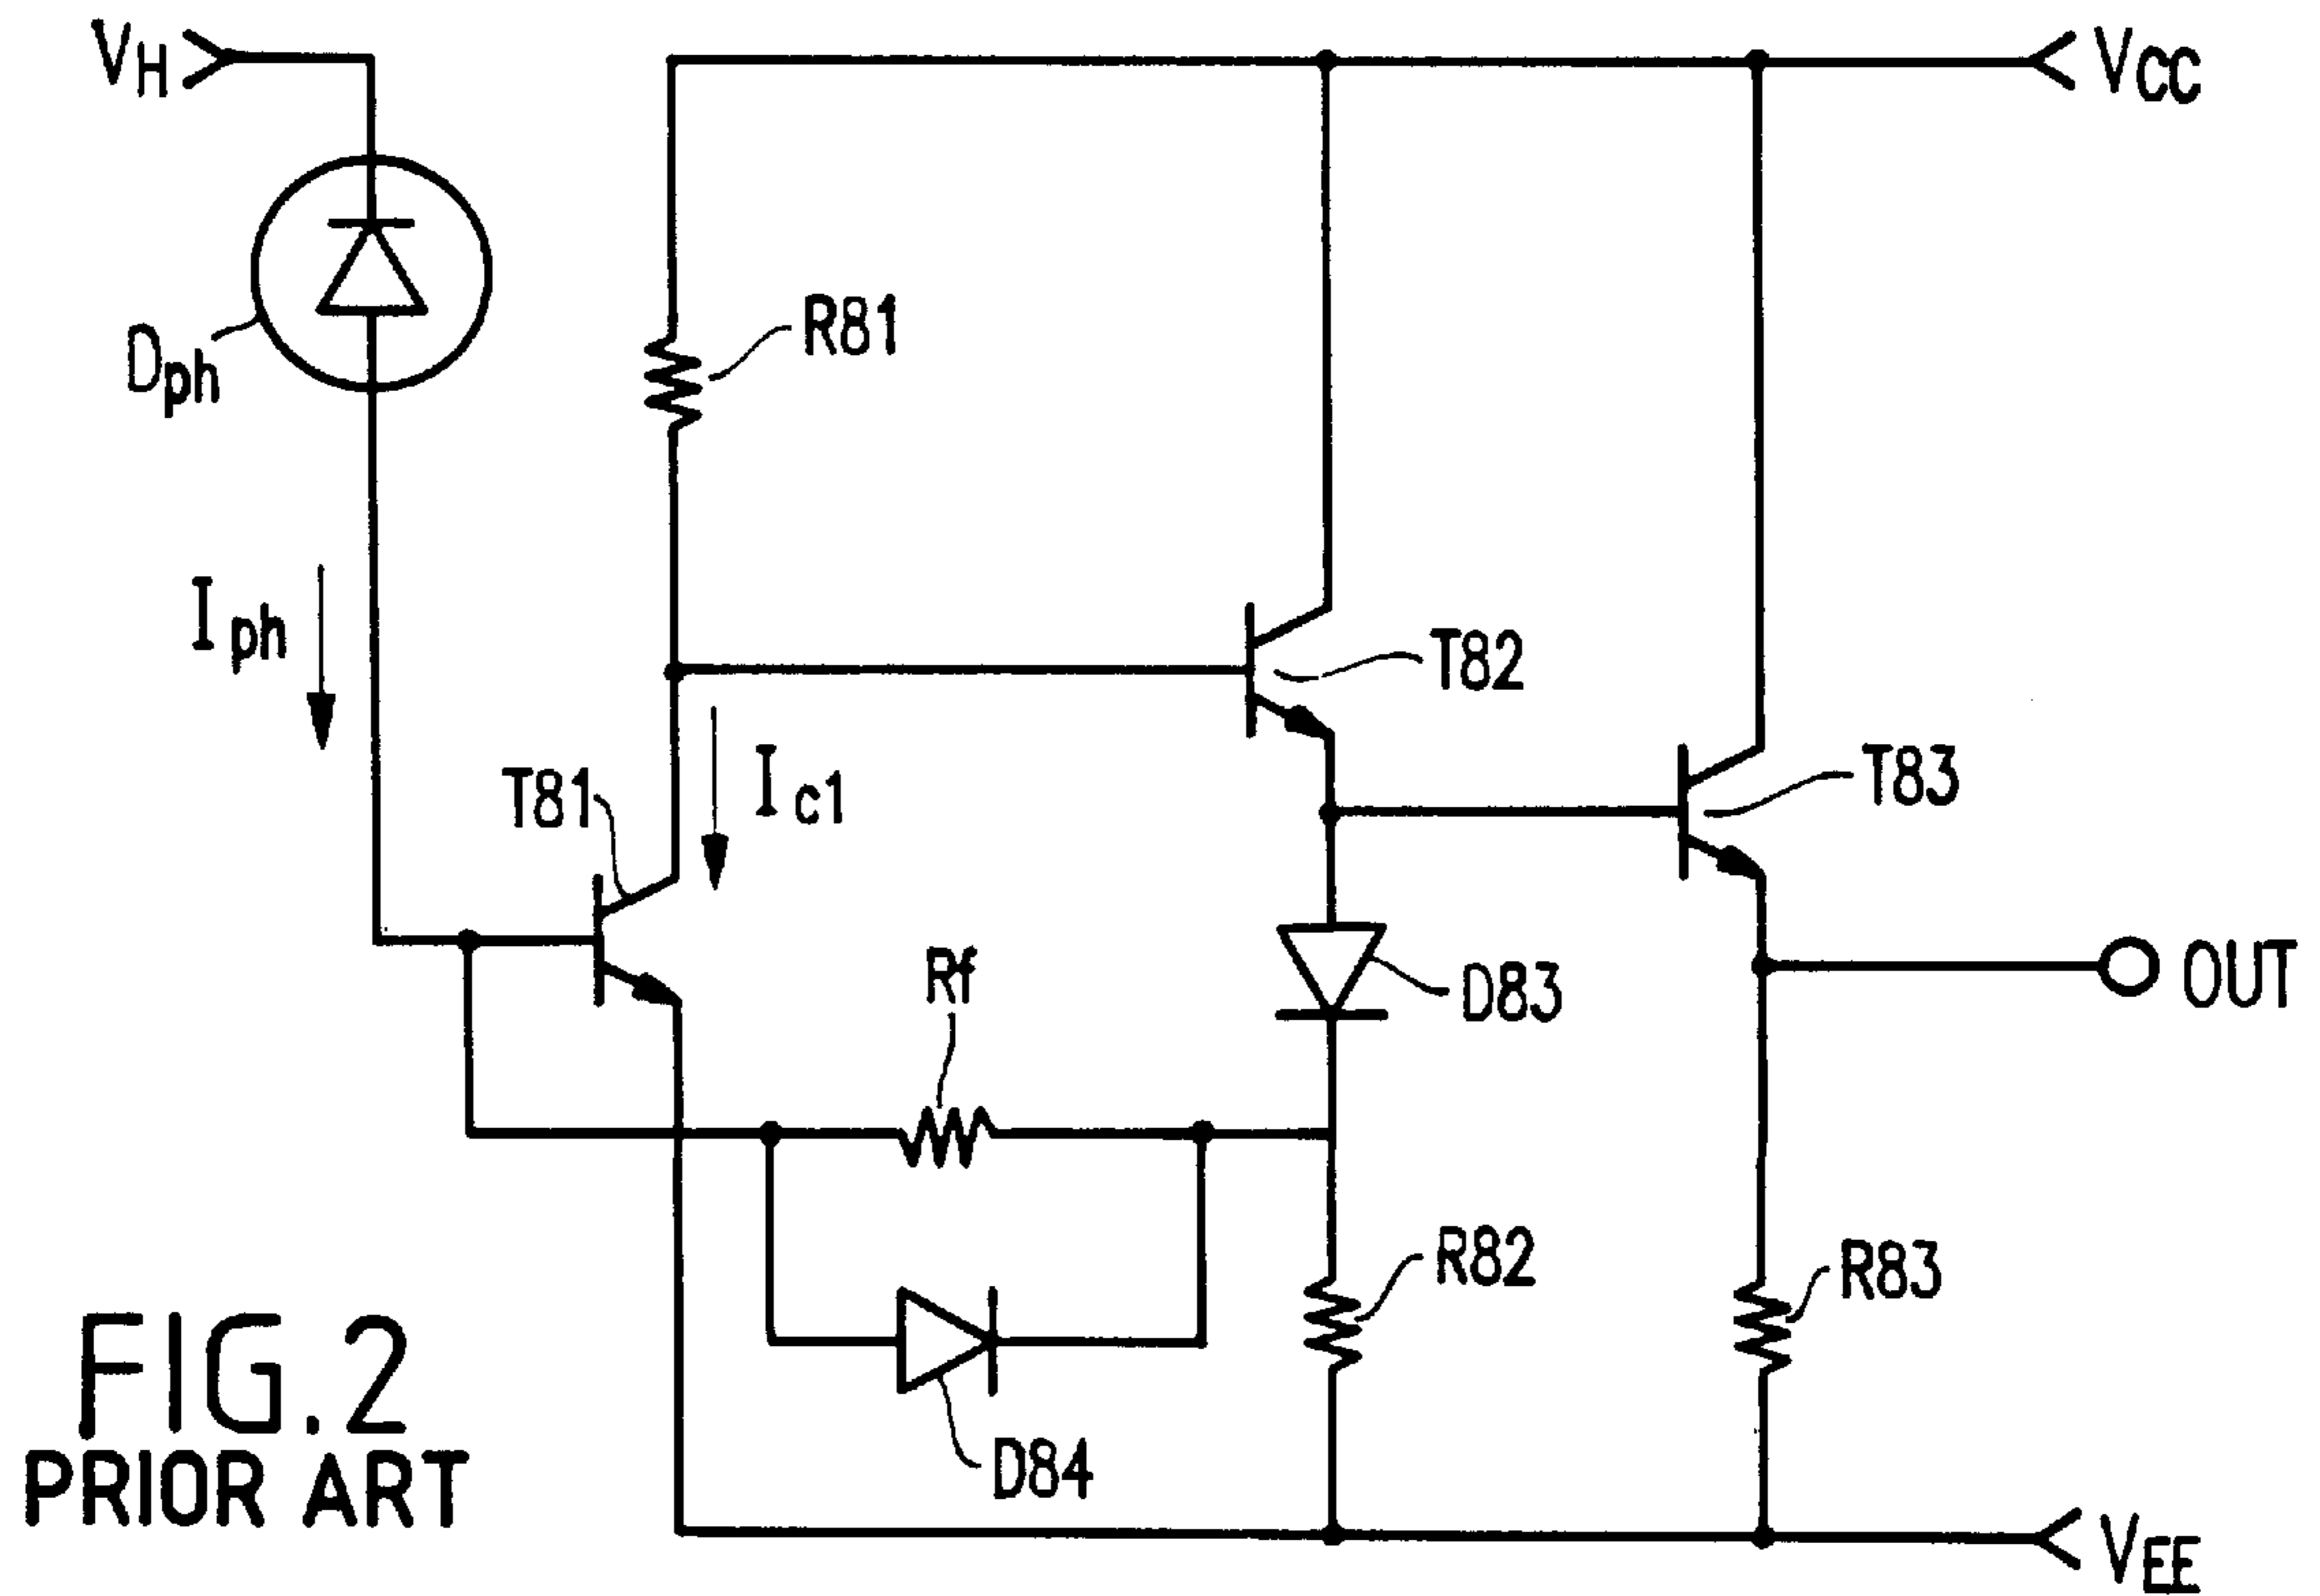 VH
VCC
R81
Dph
Iph
T82
T81
Ic1
T83
Rf
D83
OUT
R82
R83
D84
FIG.2
PRIOR ART
VEE